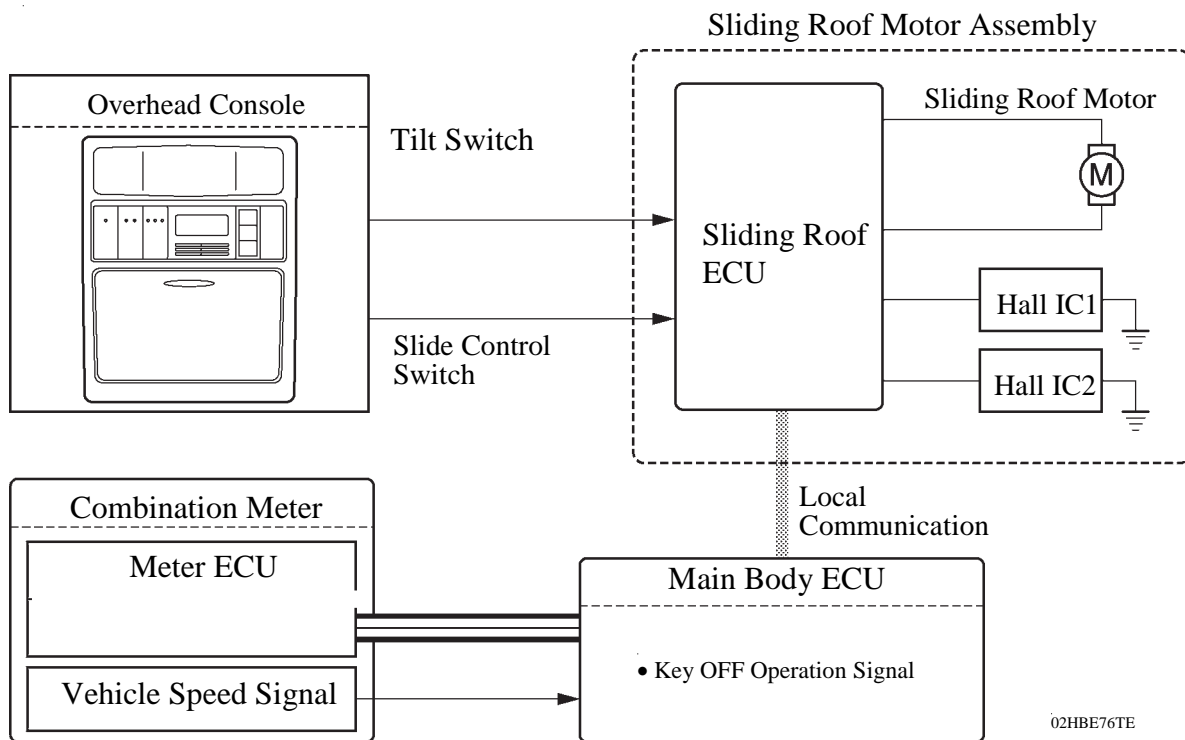 Sliding Roof Motor Assembly
Overhead Console
Tilt Switch
Sliding Roof Motor
M
Sliding Roof
ECU
Hall IC1
Slide Control
Switch
Hall IC2
Local
Communication
Combination Meter
Meter ECU
Main Body ECU
• Key OFF Operation Signal
Vehicle Speed Signal
02HBE76TE